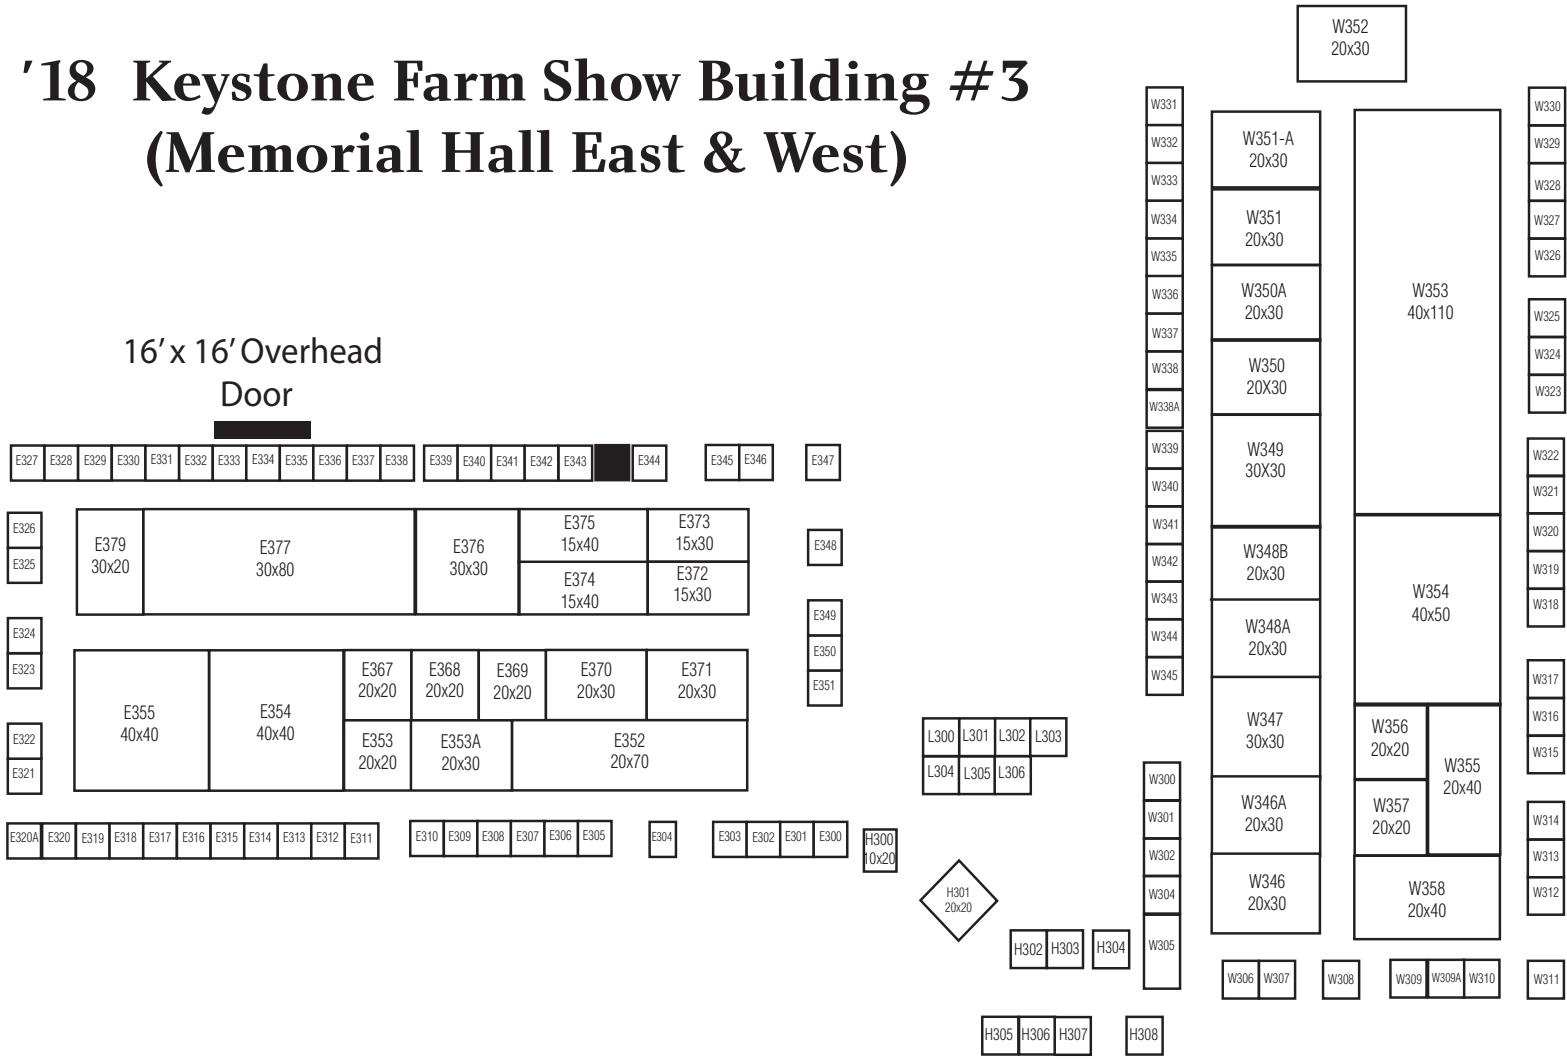 '18 Keystone Farm Show Building #3
(Memorial Hall East & West)
16' x 16' Overhead
Door
E327 E328 E329 E330 E331 E332 E333 E334 E335 E336 E337 E338 E339 E340 E341 E342 E343 E344 E345 E346 E347
E326
E325
E324
E323
E322
E321
E379
30x20
E377
30x80
E376
30x30
E375
15x40
E373
15x30
E374
15x40
E372
15x30
E348
E349
E350
E351
E355
40x40
E354
40x40
E367
20x20
E368
20x20
E369
20x20
E370
20x30
E371
20x30
E353
20x20
E353A
20x30
E352
20x70
E320A E320 E319 E318 E317 E316 E315 E314 E313 E312 E311 E310 E309 E308 E307 E306 E305 E304 E303 E302 E301 E300
H300
10x20
L300 L301 L302 L303
L304 L305 L306
H301
20x20
H302 H303 H304
H305 H306 H307 H308
W331
W332
W333
W334
W335
W336
W337
W338
W338A
W339
W340
W341
W342
W343
W344
W345
W300
W301
W302
W304
W305
W352
20x30
W351-A
20x30
W351
20x30
W350A
20x30
W350
20X30
W349
30X30
W348B
20x30
W348A
20x30
W347
30x30
W346A
20x30
W346
20x30
W353
40x110
W354
40x50
W356
20x20
W355
20x40
W357
20x20
W358
20x40
W330
W329
W328
W327
W326
W325
W324
W323
W322
W321
W320
W319
W318
W317
W316
W315
W314
W313
W312
W306 W307 W308 W309 W309A W310 W311